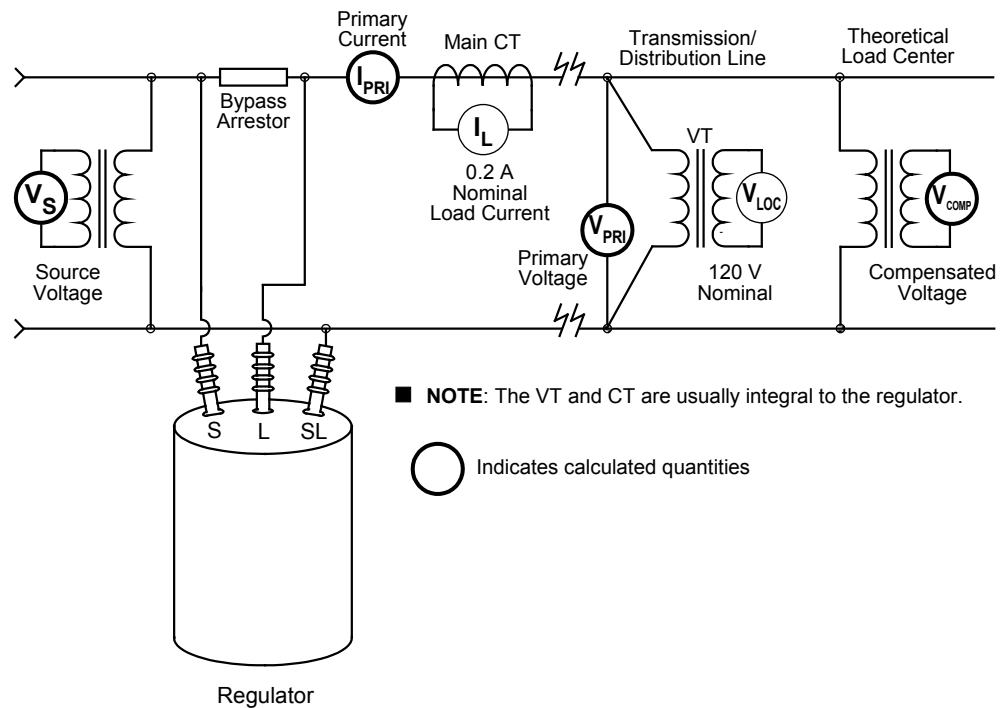 Primary
Current
Main CT
Transmission/
Distribution Line
Theoretical
Load Center
I PRI
Bypass
Arrestor
I L
0.2 A
Nominal
Load Current
VT
V S
V LOC
V COMP
V PRI
Source
Voltage
Primary
Voltage
120 V
Nominal
Compensated
Voltage
S L SL
■ NOTE: The VT and CT are usually integral to the regulator.
Indicates calculated quantities
Regulator